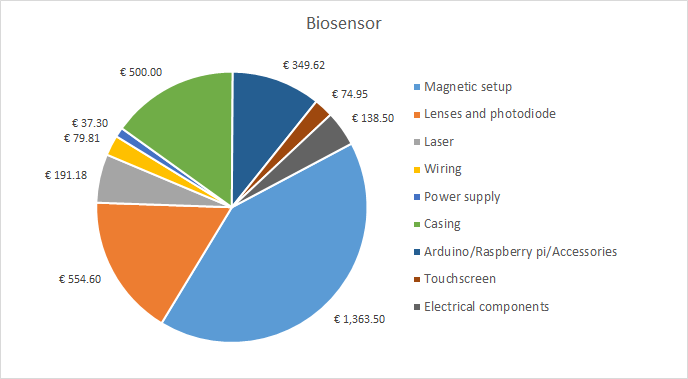 Biosensor
€ 500.00
€ 349.62
€ 74.95
€ 138.50
€ 37.30
€ 79.81
€ 191.18
€ 554.60
€ 1,363.50
Magnetic setup
Lenses and photodiode
Laser
Wiring
Power supply
Casing
Arduino/Raspberry pi/Accessories
Touchscreen
Electrical components